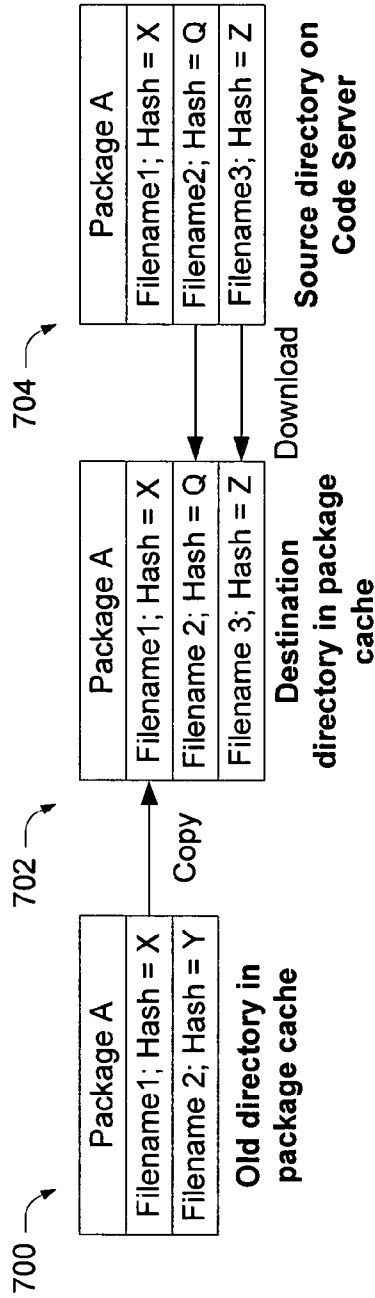 700
Package A
Filename1; Hash = X
Filename 2; Hash = Y
Old directory in
package cache
Copy
702
Package A
Filename1; Hash = X
Filename 2; Hash = Q
Filename 3; Hash = Z
Destination
directory in package
cache
Download
704
Package A
Filename1; Hash = X
Filename2; Hash = Q
Filename3; Hash = Z
Source directory on
Code Server